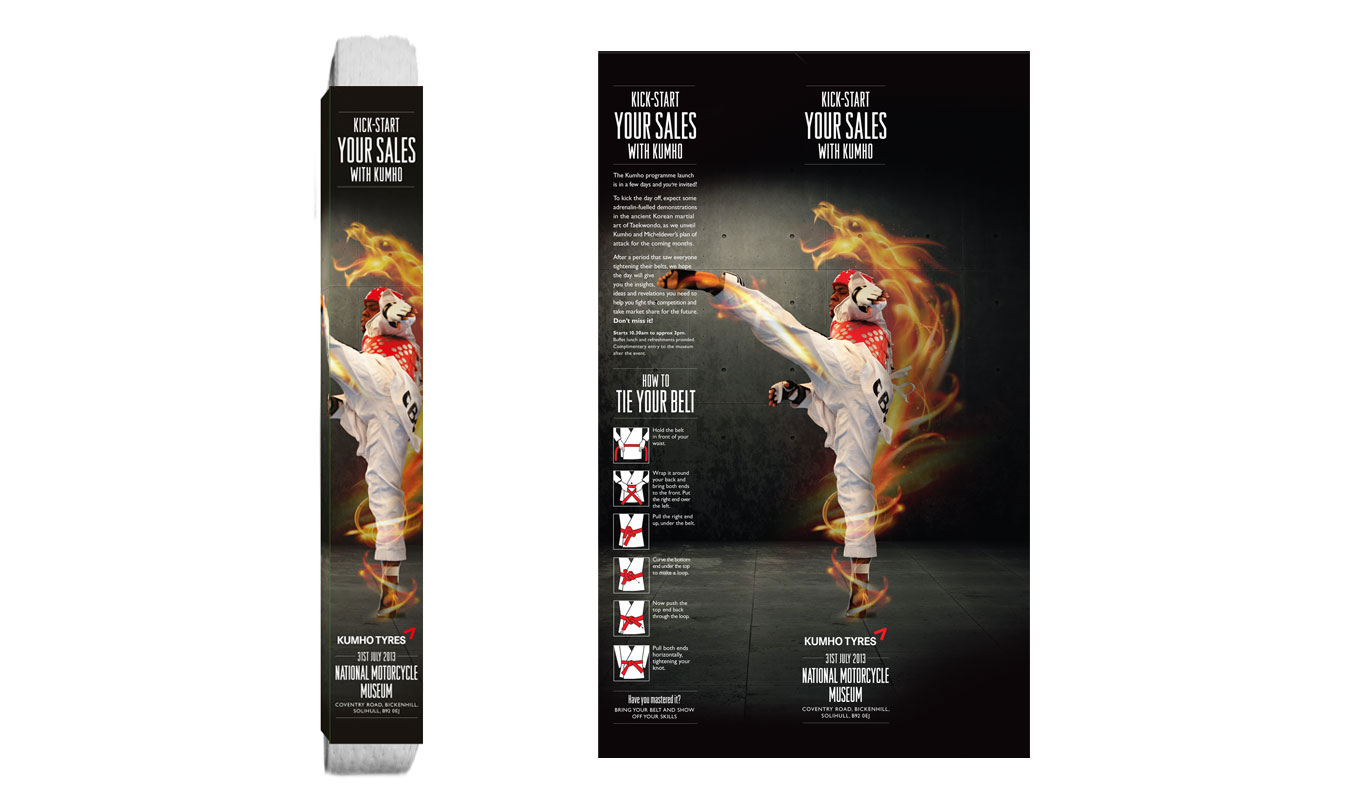 KICK-START
YOUR SALES
WITH KUMHO
KUMHO TYRES
31ST JULY 2013
NATIONAL MOTORCYCLE
MUSEUM
COVENTRY ROAD, BICKENHILL,
SOLIHULL, B92 0EJ
KICK-START
YOUR SALES
WITH KUMHO
The Kumho programme launch
is in a few days and you're invited!
To kick the day off, expect some
adrenalin-fuelled demonstrations
in the ancient Korean martial
art of Taekwondo, as we unveil
Kumho and Micheldever's plan of
attack for the coming months.
After a period that saw everyone
tightening their belts, we hope
the day will give
you the insights,
ideas and revelations you need to
help you fight the competition and
take market share for the future.
Don't miss it!
Starts 10.30am to approx 3pm.
Buffet lunch and refreshments provided.
Complimentary entry to the museum
after the event.
HOW TO
TIE YOUR BELT
Hold the belt
in front of your
waist.
Wrap it around
your back and
bring both ends
to the front. Put
the right end over
the left.
Pull the right end
up, under the belt.
Curve the bottom
end under the top
to make a loop.
Now push the
top end back
through the loop.
Pull both ends
horizontally,
tightening your
knot.
Have you mastered it?
BRING YOUR BELT AND SHOW
OFF YOUR SKILLS
KICK-START
YOUR SALES
WITH KUMHO
KUMHO TYRES
31ST JULY 2013
NATIONAL MOTORCYCLE
MUSEUM
COVENTRY ROAD, BICKENHILL,
SOLIHULL, B92 0EJ